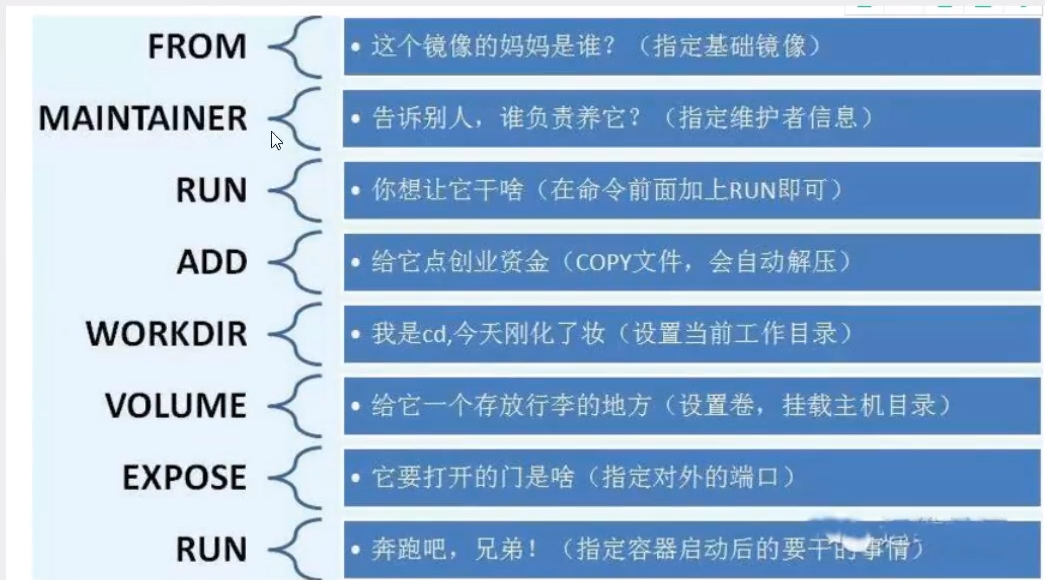 FROM
• 这个镜像的妈妈是谁？（指定基础镜像）
MAINTAINER
• 告诉别人，谁负责养它？（指定维护者信息）
RUN
• 你想让它干啥（在命令前面加上RUN即可）
ADD
• 给它点创业资金（COPY文件，会自动解压）
WORKDIR
• 我是cd,今天刚化了妆（设置当前工作目录）
VOLUME
• 给它一个存放行李的地方（设置卷，挂载主机目录）
EXPOSE
• 它要打开的门是啥（指定对外的端口）
RUN
• 奔跑吧，兄弟！（指定容器启动后的要干的事情）